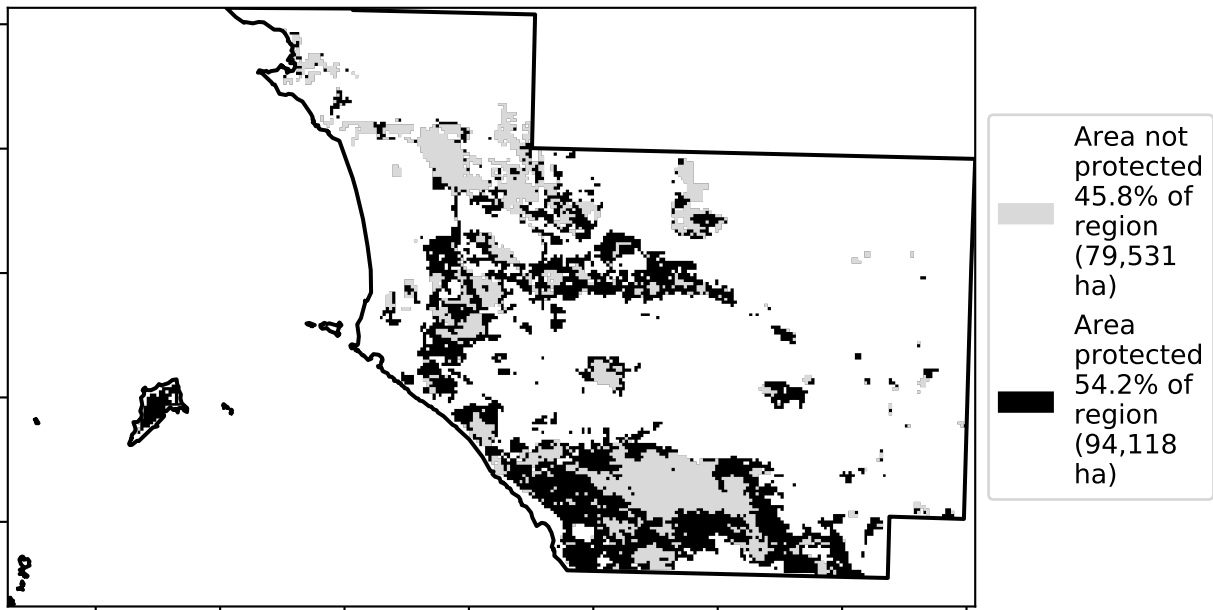 Area not
protected
45.8% of
region
(79,531
ha)
Area
protected
54.2% of
region
(94,118
ha)